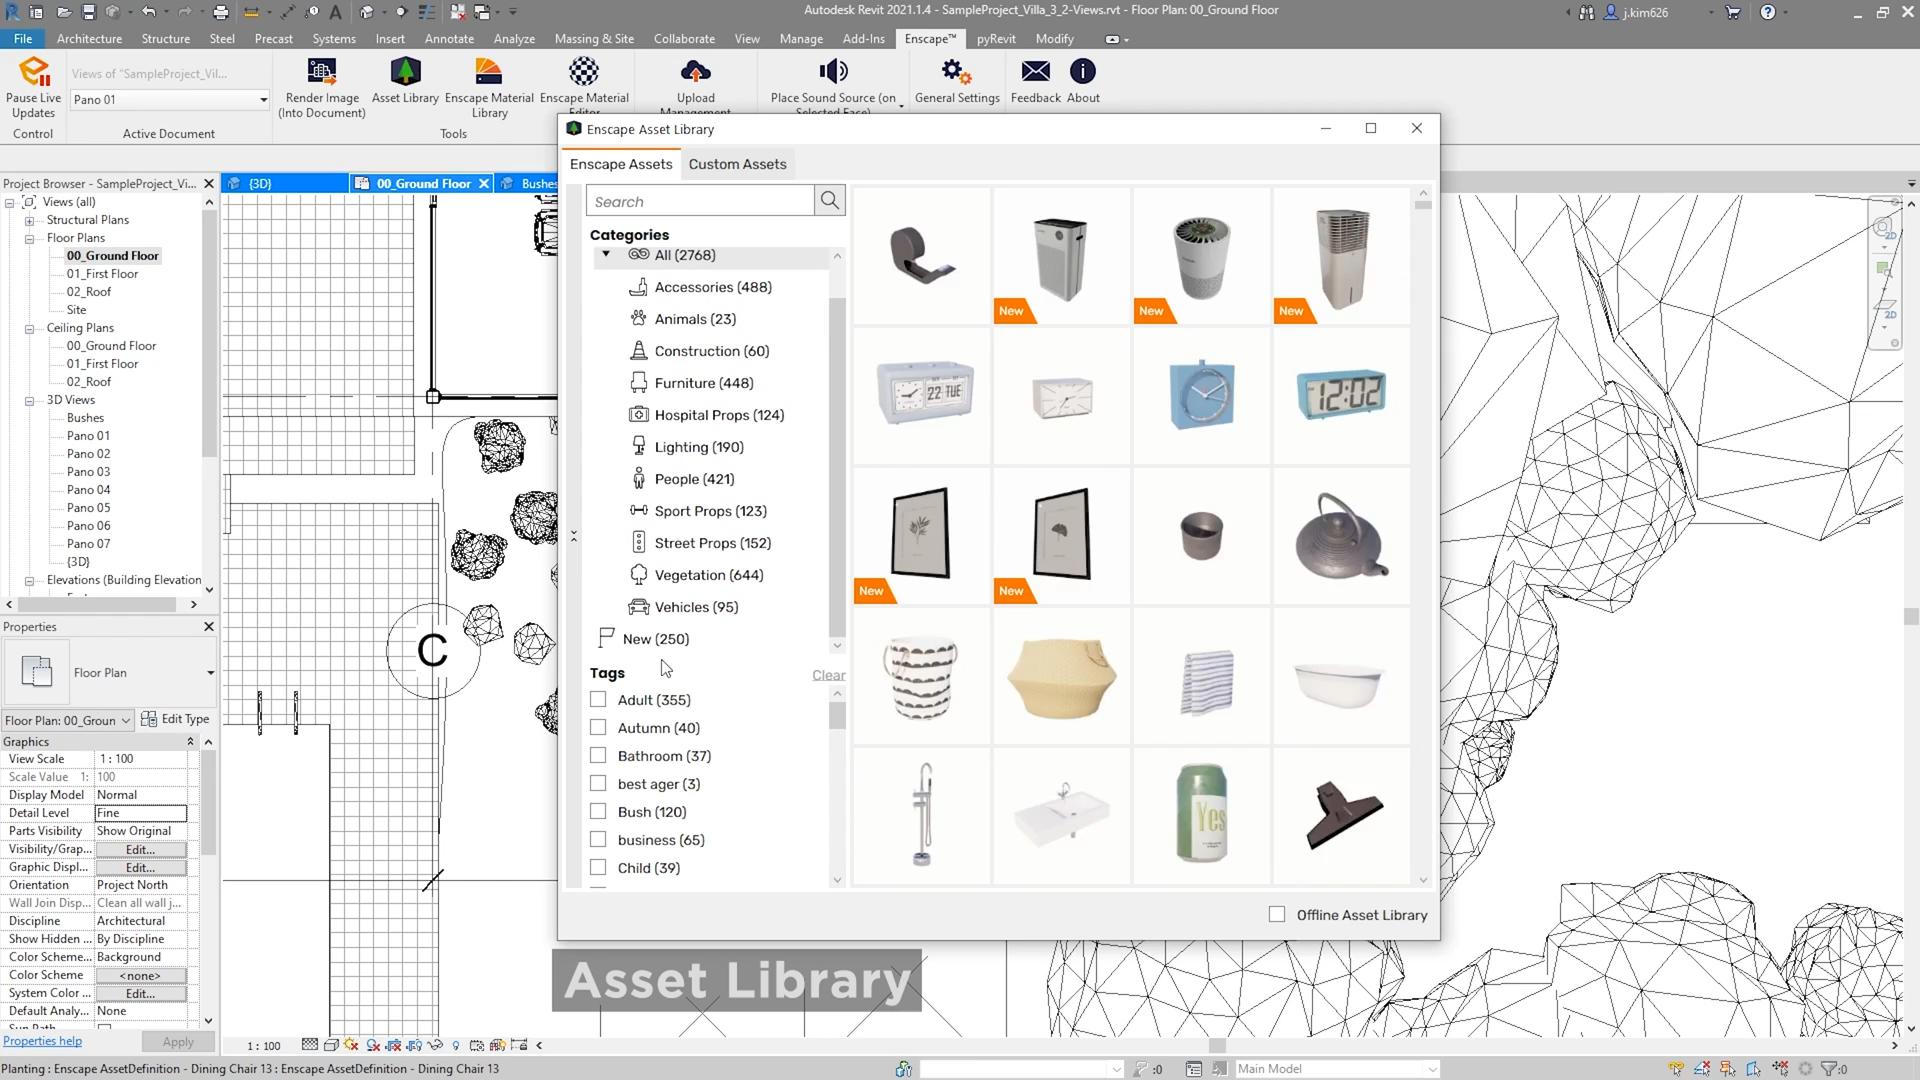 Autodesk Revit 2021.1.4 - SampleProject_Villa_3_2-Views.rvt - Floor Plan: 00_Ground Floor
j.kim626
File Architecture Structure Steel Precast Systems Insert Annotate Analyze Massing & Site Collaborate View Manage Add-Ins Enscape™ pyRevit Modify
Pause Live Updates
Views of "SampleProject_Vil...
Pano 01
Render Image (Into Document)
Asset Library
Enscape Material Library
Enscape Material Editor
Upload Management
Place Sound Source (on Selected Face)
General Settings
Feedback
About
Control
Active Document
Tools
Project Browser - SampleProject_Vi...
Views (all)
Structural Plans
Floor Plans
00_Ground Floor
01_First Floor
02_Roof
Site
Ceiling Plans
00_Ground Floor
01_First Floor
02_Roof
3D Views
Bushes
Pano 01
Pano 02
Pano 03
Pano 04
Pano 05
Pano 06
Pano 07
{3D}
Elevations (Building Elevation
Properties
Floor Plan
Floor Plan: 00_Groun
Edit Type
Graphics
View Scale 1 : 100
Scale Value 1: 100
Display Model Normal
Detail Level Fine
Parts Visibility Show Original
Visibility/Grap... Edit...
Graphic Displ... Edit...
Orientation Project North
Wall Join Disp... Clean all wall j...
Discipline Architectural
Show Hidden ... By Discipline
Color Scheme... Background
Color Scheme <none>
System Color ... Edit...
Default Analy... None
Sun Path
Properties help
Apply
{3D}
00_Ground Floor
Bushes
C
Enscape Asset Library
Enscape Assets
Custom Assets
Search
Categories
All (2768)
Accessories (488)
Animals (23)
Construction (60)
Furniture (448)
Hospital Props (124)
Lighting (190)
People (421)
Sport Props (123)
Street Props (152)
Vegetation (644)
Vehicles (95)
New (250)
Tags
Clear
Adult (355)
Autumn (40)
Bathroom (37)
best ager (3)
Bush (120)
business (65)
Child (39)
New
New
New
22 TUE
12:02
New
New
Yes
Offline Asset Library
2D
2D
Asset Library
1 : 100
Planting : Enscape AssetDefinition - Dining Chair 13 : Enscape AssetDefinition - Dining Chair 13
:0
Main Model
:0